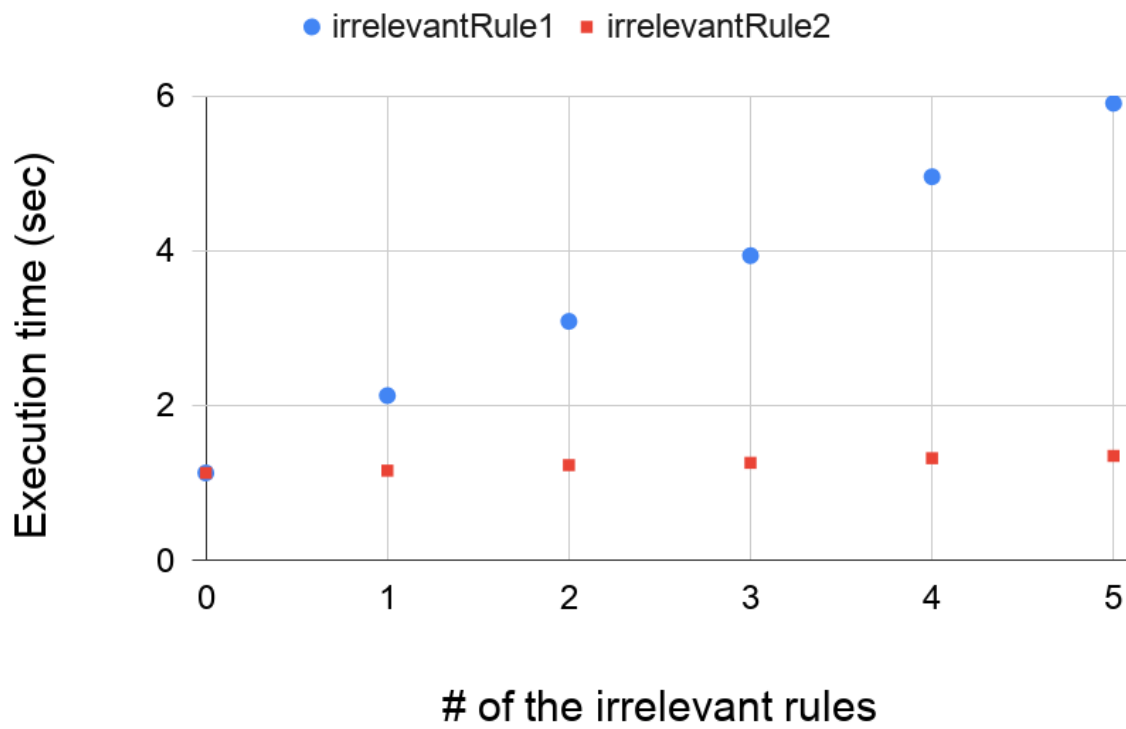 irrelevantRule1 irrelevantRule2
Execution time (sec)
6
4
2
0
0 1 2 3 4 5
# of the irrelevant rules